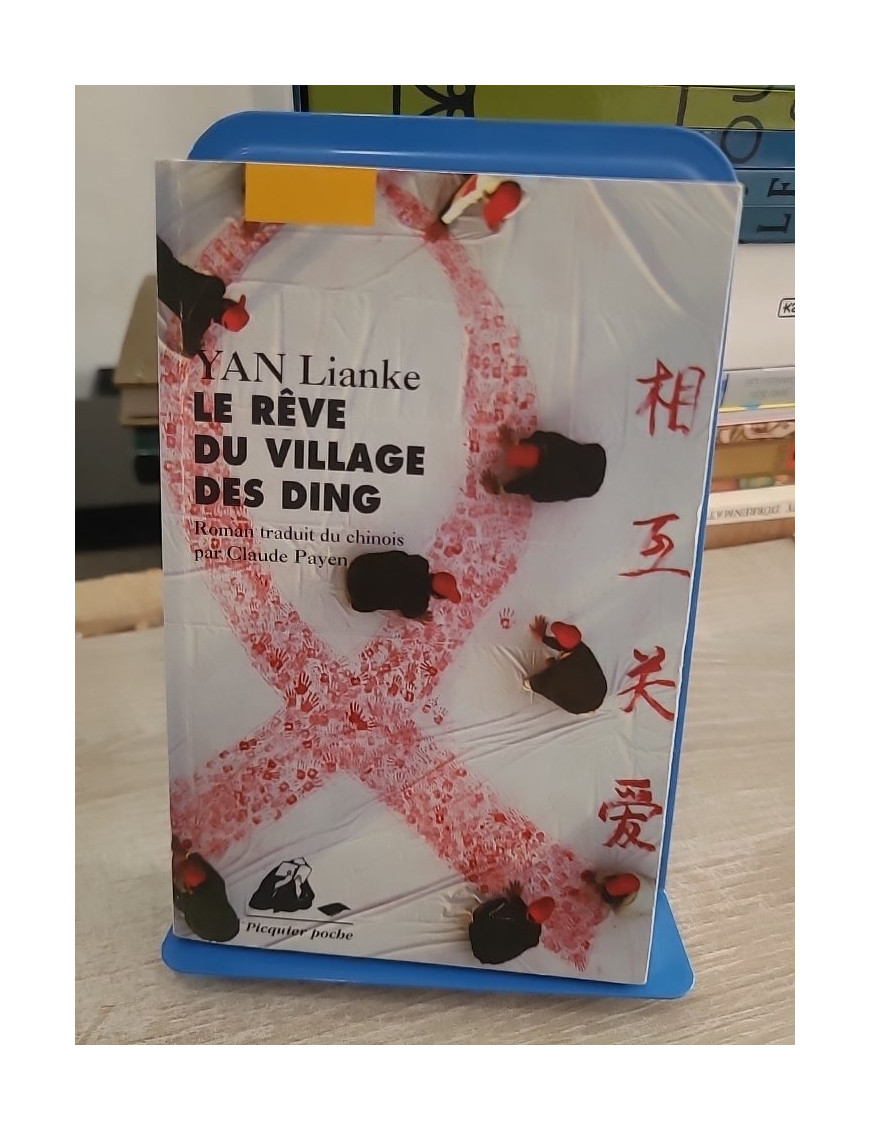 YAN Lianke
LE RÊVE
DU VILLAGE
DES DING
Roman traduit du chinois
par Claude Payen
相
互
关
爱
Picquier poche